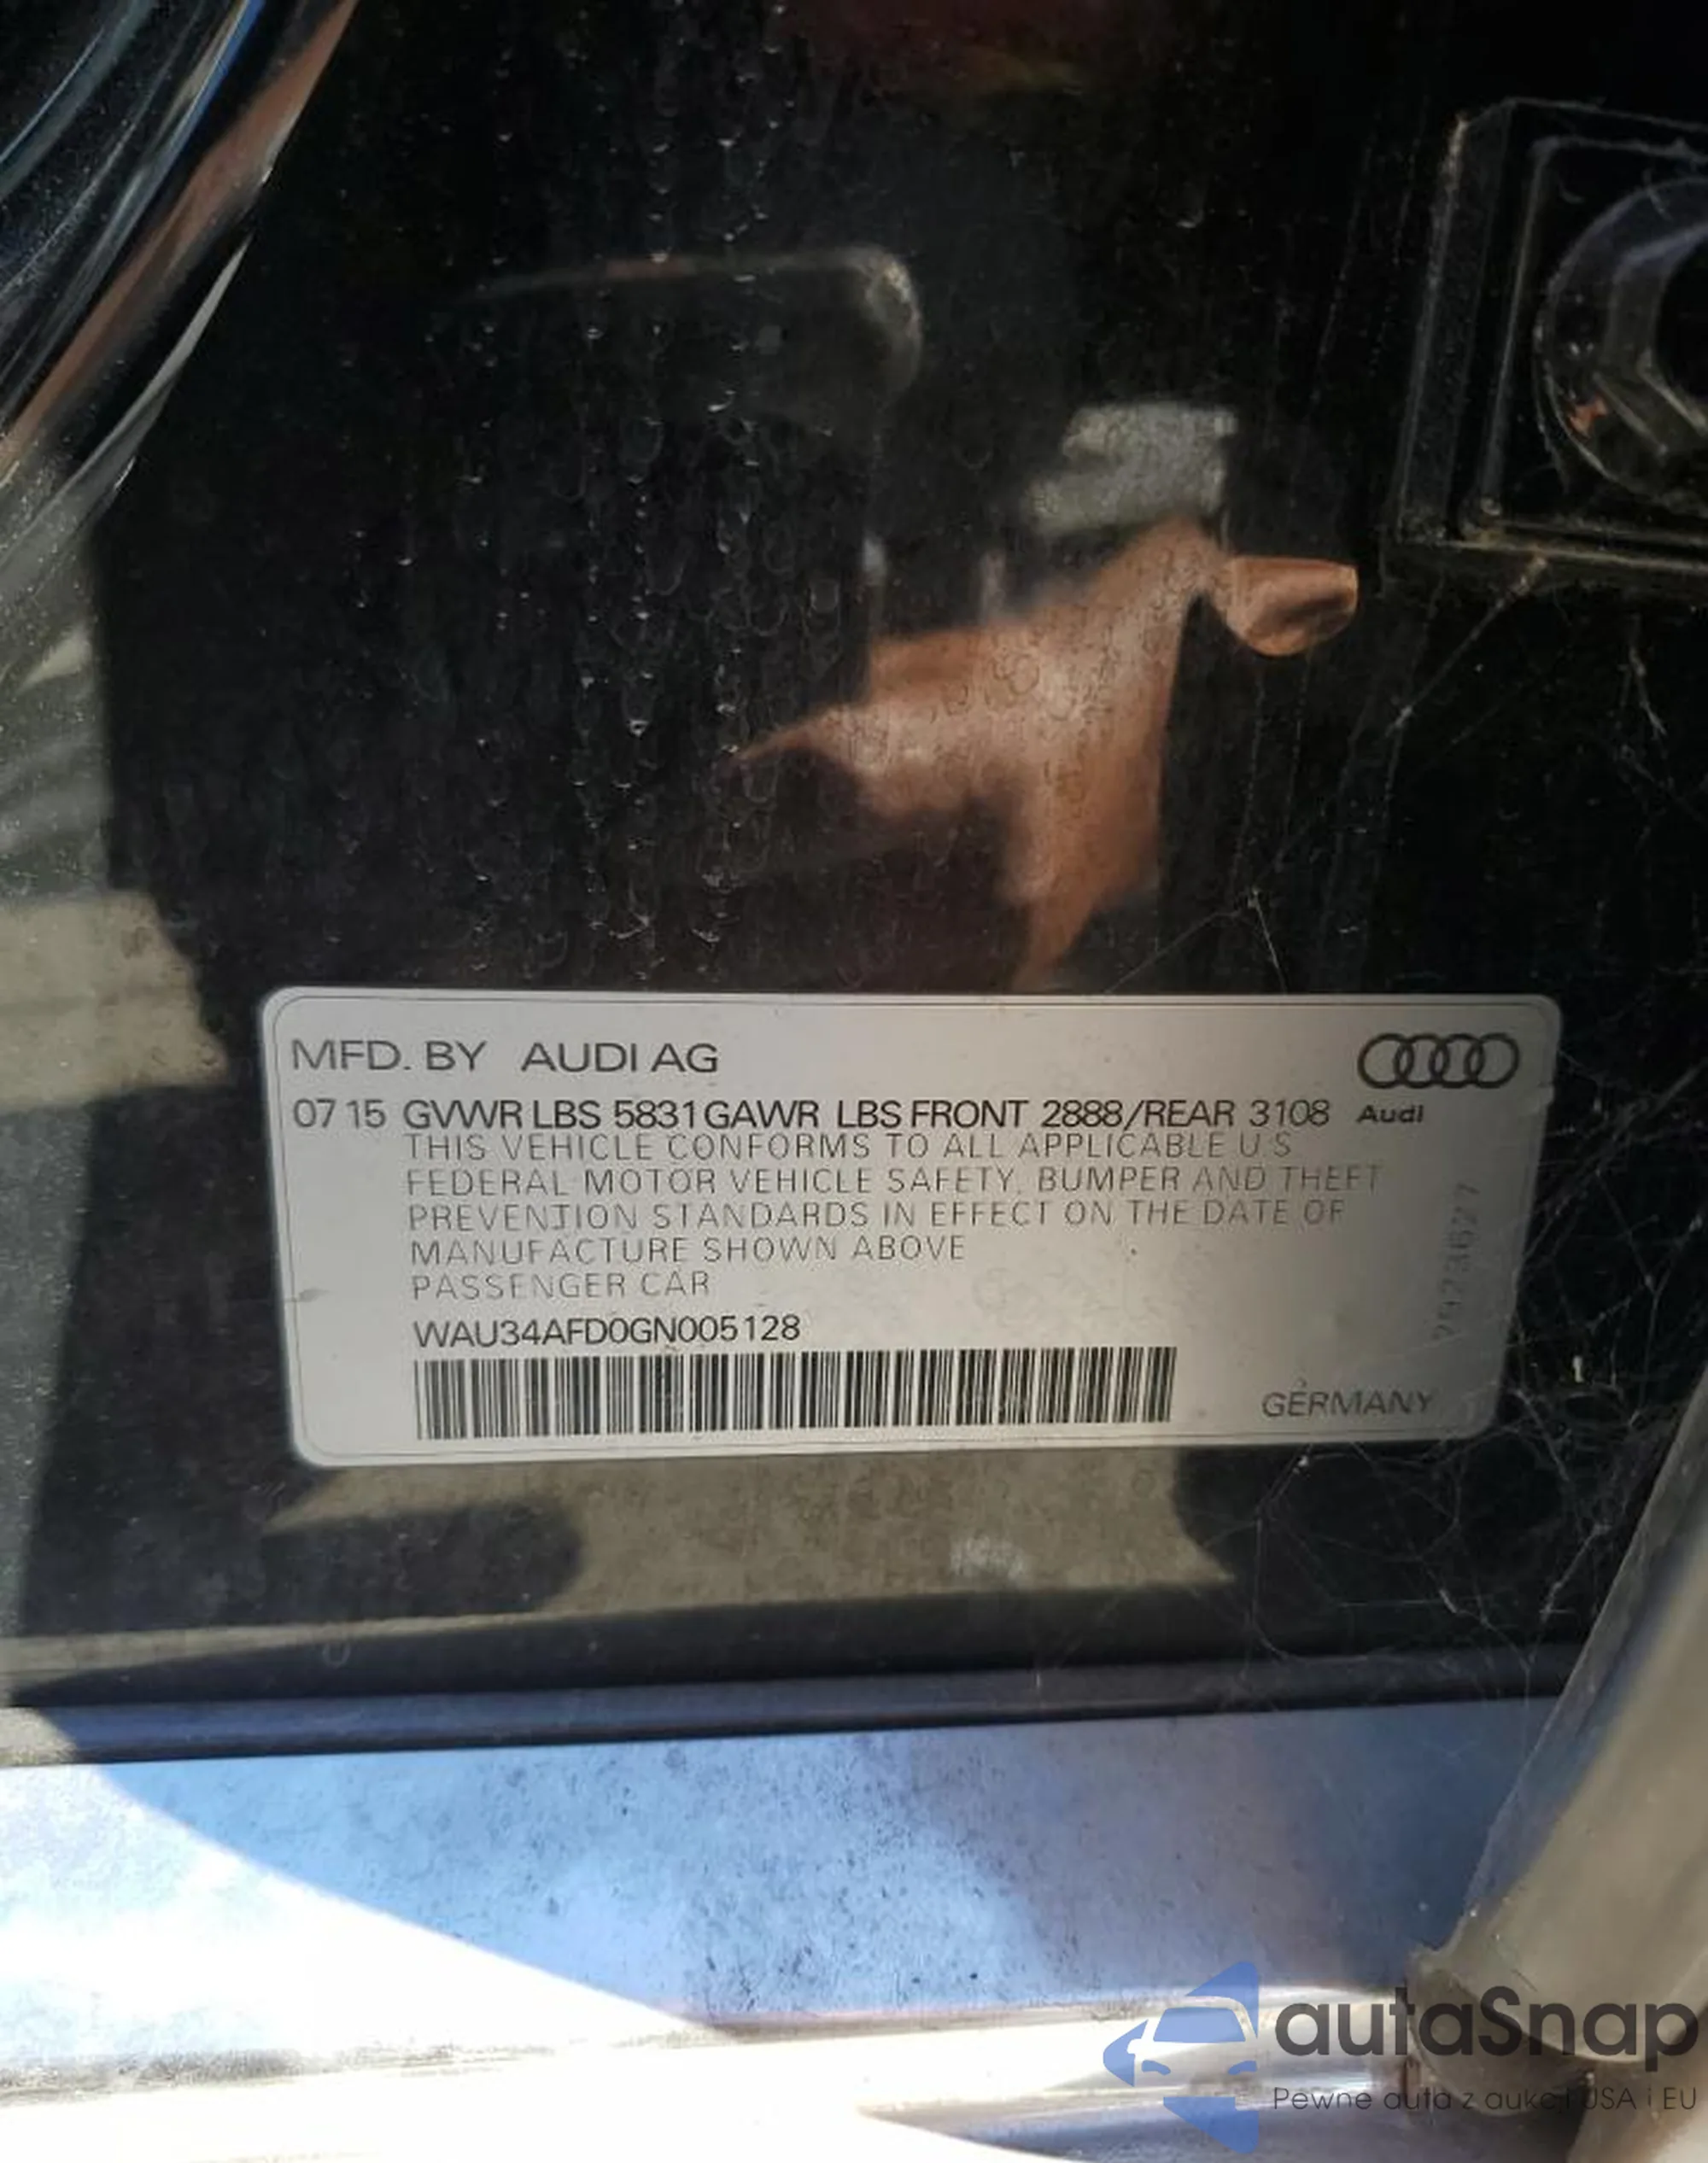 MFD. BY AUDI AG
07 15 GVWR LBS 5831 GAWR LBS FRONT 2888/REAR 3108 Audi
THIS VEHICLE CONFORMS TO ALL APPLICABLE U S
FEDERAL MOTOR VEHICLE SAFETY, BUMPER AND THEFT
PREVENTION STANDARDS IN EFFECT ON THE DATE OF
MANUFACTURE SHOWN ABOVE
PASSENGER CAR
WAU34AFD0GN005128
GERMANY
autaSnap
Pewne auta z aukcji USA i EU